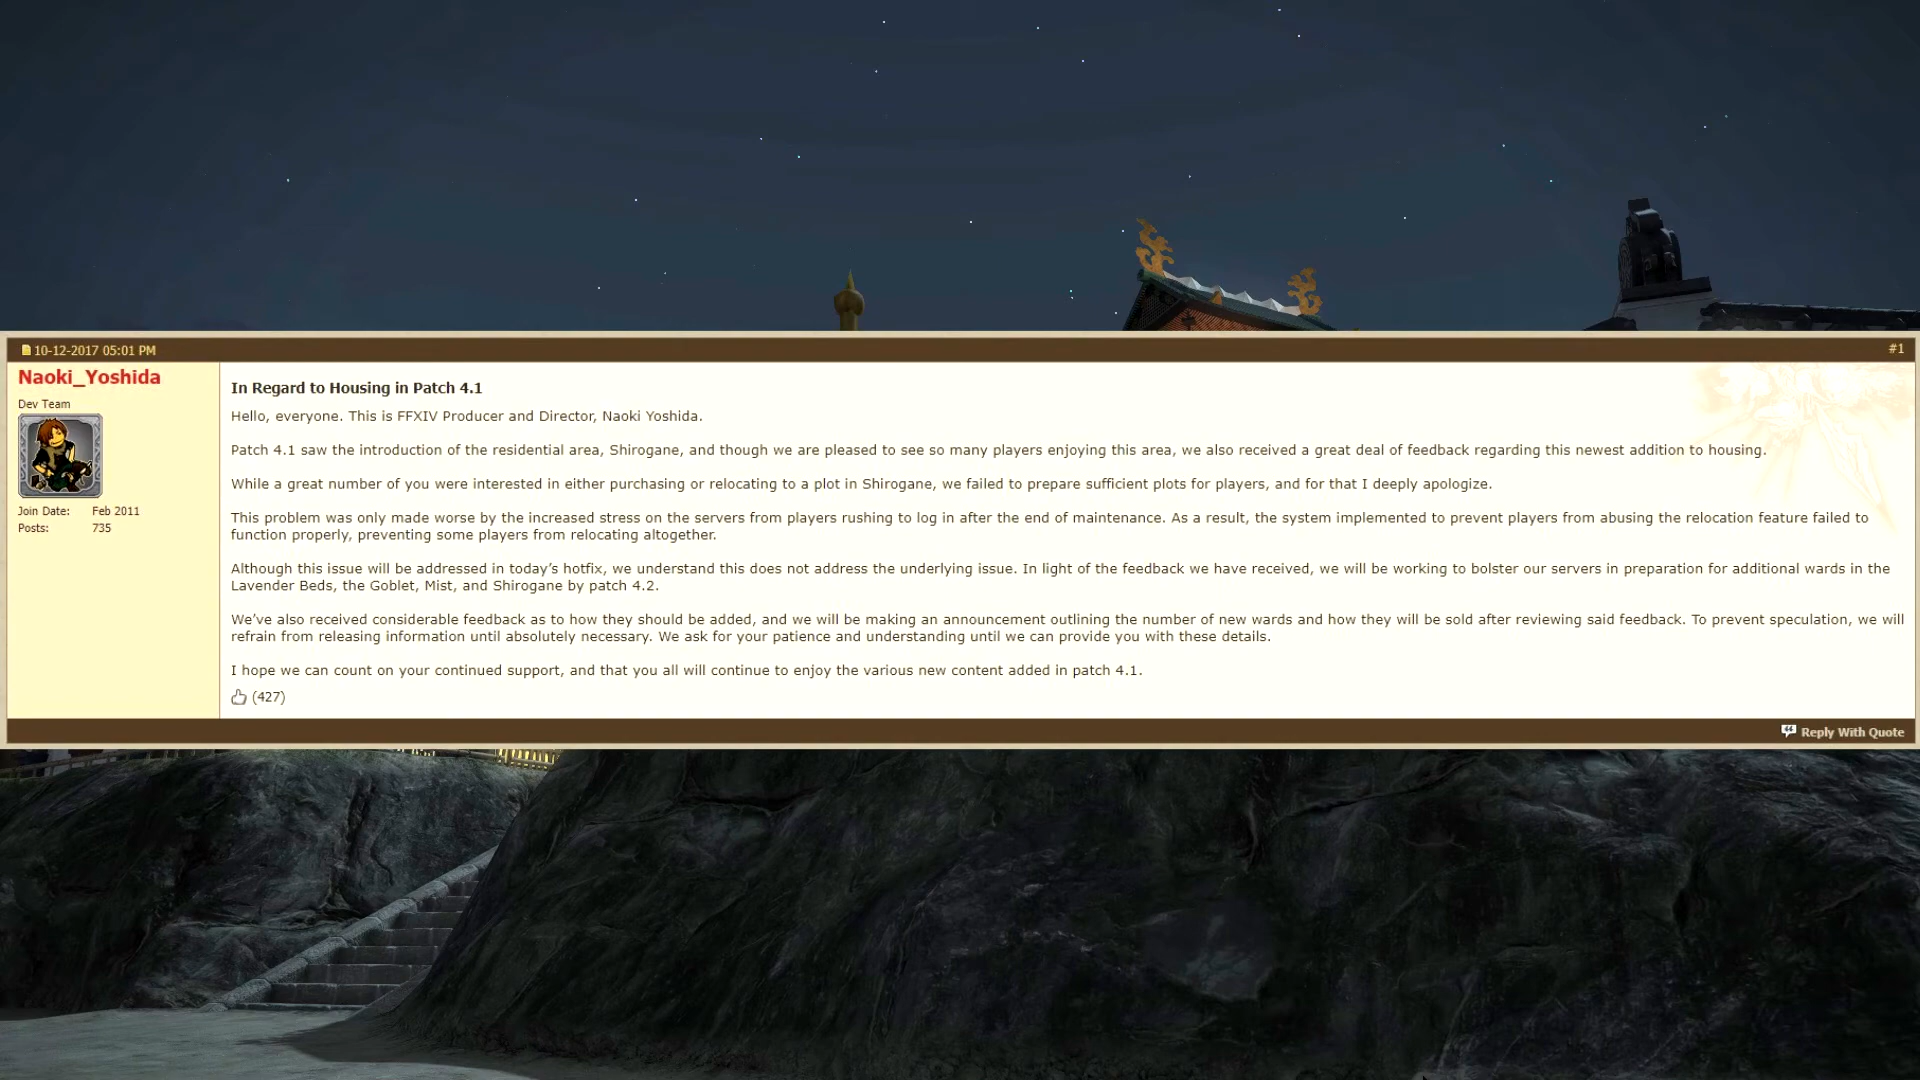 10-12-2017 05:01 PM
#1
Naoki_Yoshida
Dev Team
Join Date: Feb 2011
Posts: 735
In Regard to Housing in Patch 4.1
Hello, everyone. This is FFXIV Producer and Director, Naoki Yoshida.
Patch 4.1 saw the introduction of the residential area, Shirogane, and though we are pleased to see so many players enjoying this area, we also received a great deal of feedback regarding this newest addition to housing.
While a great number of you were interested in either purchasing or relocating to a plot in Shirogane, we failed to prepare sufficient plots for players, and for that I deeply apologize.
This problem was only made worse by the increased stress on the servers from players rushing to log in after the end of maintenance. As a result, the system implemented to prevent players from abusing the relocation feature failed to
function properly, preventing some players from relocating altogether.
Although this issue will be addressed in today’s hotfix, we understand this does not address the underlying issue. In light of the feedback we have received, we will be working to bolster our servers in preparation for additional wards in the
Lavender Beds, the Goblet, Mist, and Shirogane by patch 4.2.
We’ve also received considerable feedback as to how they should be added, and we will be making an announcement outlining the number of new wards and how they will be sold after reviewing said feedback. To prevent speculation, we will
refrain from releasing information until absolutely necessary. We ask for your patience and understanding until we can provide you with these details.
I hope we can count on your continued support, and that you all will continue to enjoy the various new content added in patch 4.1.
(427)
Reply With Quote